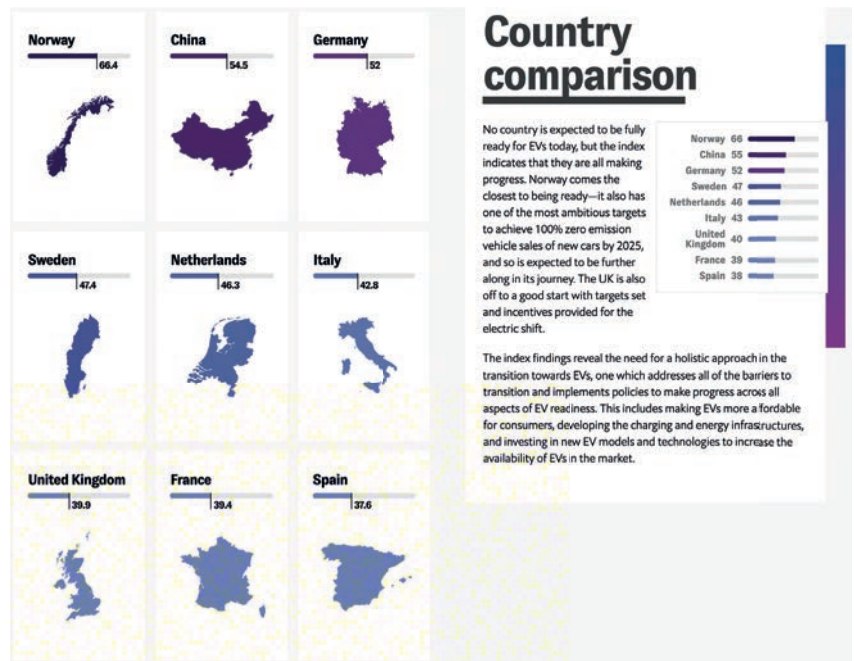 Norway
66.4
China
54.5
Germany
52
Sweden
47.4
Netherlands
46.3
Italy
42.8
United Kingdom
39.9
France
39.4
Spain
37.6
Country
comparison
No country is expected to be fully
ready for EVs today, but the index
indicates that they are all making
progress. Norway comes the
closest to being ready—it also has
one of the most ambitious targets
to achieve 100% zero emission
vehicle sales of new cars by 2025,
and so is expected to be further
along in its journey. The UK is also
off to a good start with targets set
and incentives provided for the
electric shift.
Norway 66
China 55
Germany 52
Sweden 47
Netherlands 46
Italy 43
United
Kingdom 40
France 39
Spain 38
The index findings reveal the need for a holistic approach in the
transition towards EVs, one which addresses all of the barriers to
transition and implements policies to make progress across all
aspects of EV readiness. This includes making EVs more affordable
for consumers, developing the charging and energy infrastructures,
and investing in new EV models and technologies to increase the
availability of EVs in the market.